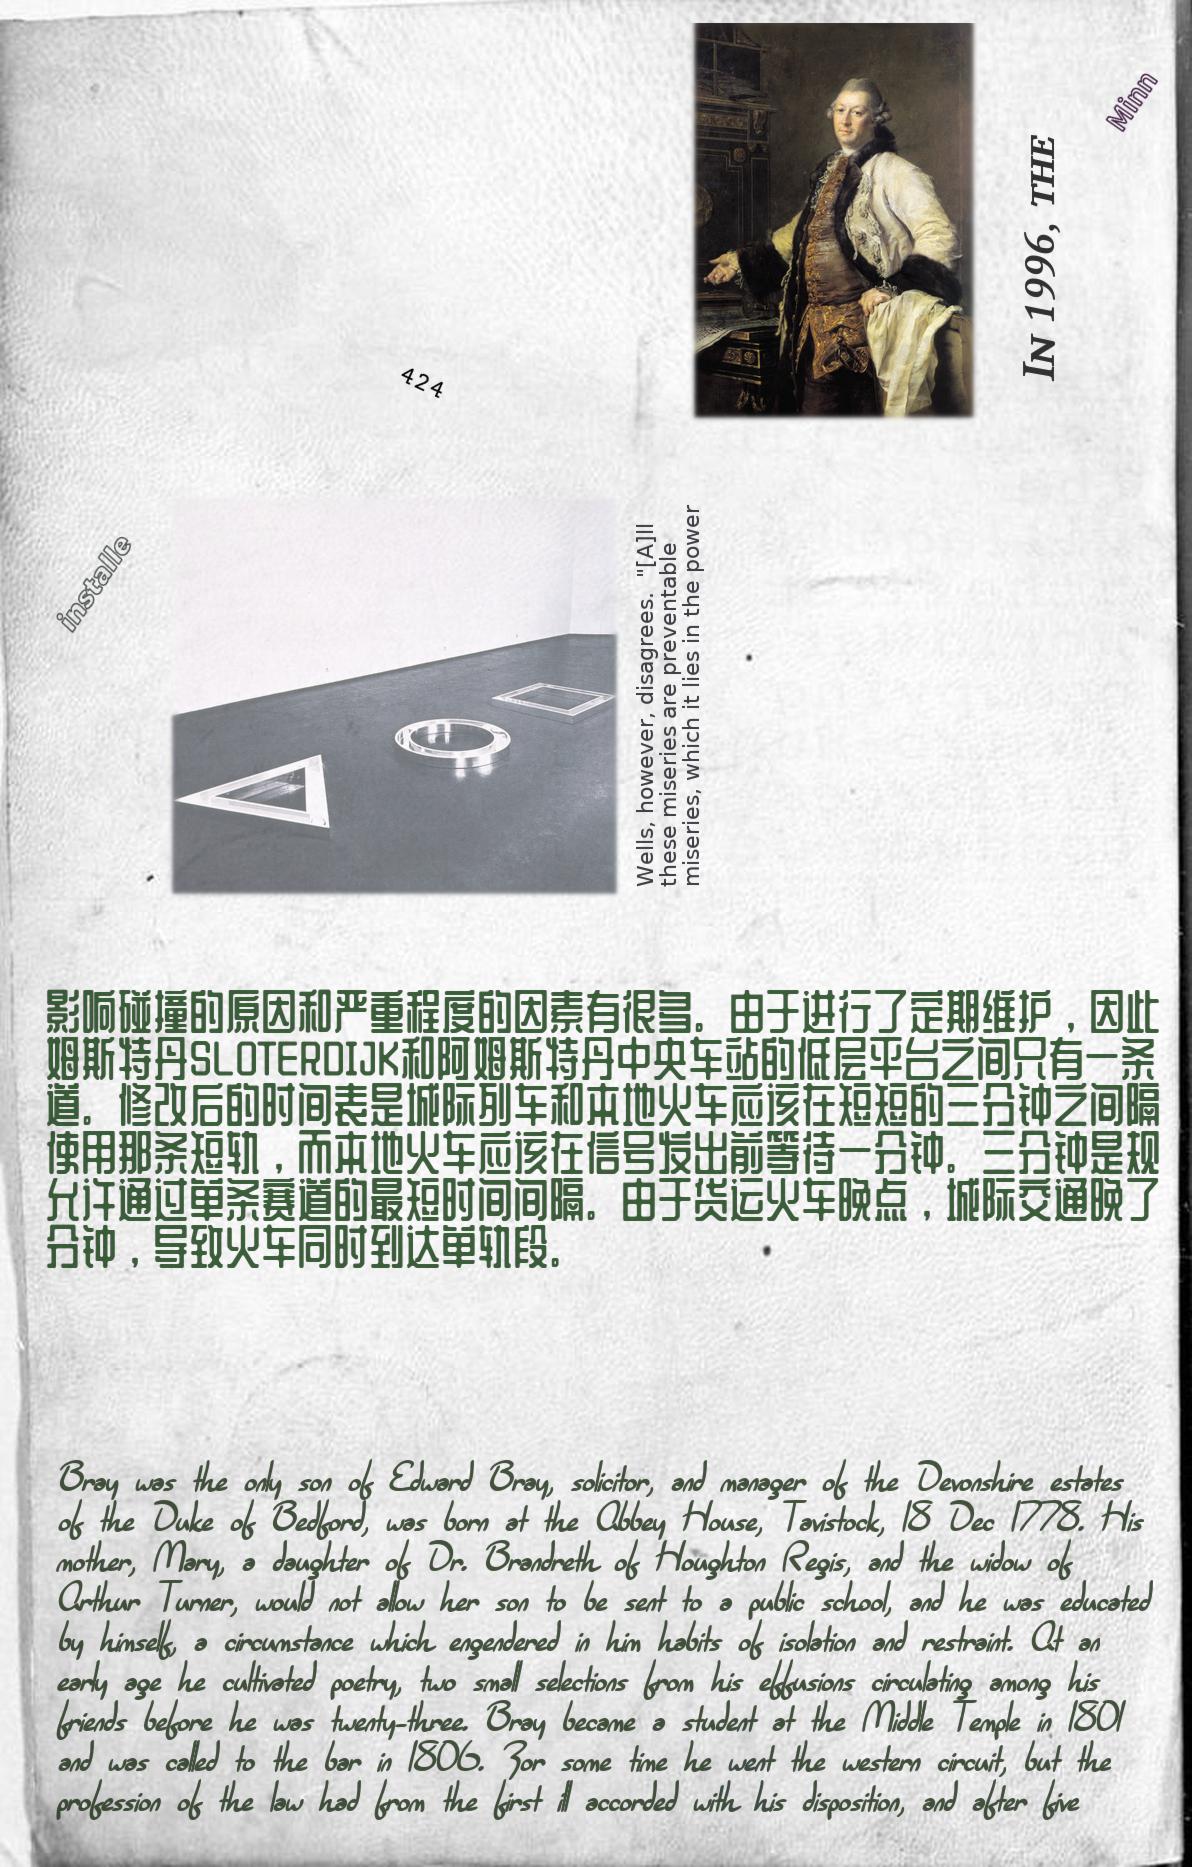 Minn
In 1996, the
424
installe
Wells, however, disagrees. "[A]ll
these miseries are preventable
miseries, which it lies in the power
影响碰撞的原因和严重程度的因素有很多。由于进行了定期维护，因此
姆斯特丹SLOTERDIJK和阿姆斯特丹中央车站的低层平台之间只有一条
道。修改后的时间表是城际列车和本地火车应该在短短的三分钟之间隔
使用那条短轨，而本地火车应该在信号发出前等待一分钟。三分钟是规
允许通过单条赛道的最短时间间隔。由于货运火车晚点，城际交通晚了
分钟，导致火车同时到达单轨段。
Bray was the only son of Edward Bray, solicitor, and manager of the Devonshire estates
of the Duke of Bedford, was born at the Abbey House, Tavistock, 18 Dec 1778. His
mother, Mary, a daughter of Dr. Brandreth of Houghton Regis, and the widow of
Arthur Turner, would not allow her son to be sent to a public school, and he was educated
by himself, a circumstance which engendered in him habits of isolation and restraint. At an
early age he cultivated poetry, two small selections from his effusions circulating among his
friends before he was twenty-three. Bray became a student at the Middle Temple in 1801
and was called to the bar in 1806. For some time he went the western circuit, but the
profession of the law had from the first ill accorded with his disposition, and after five